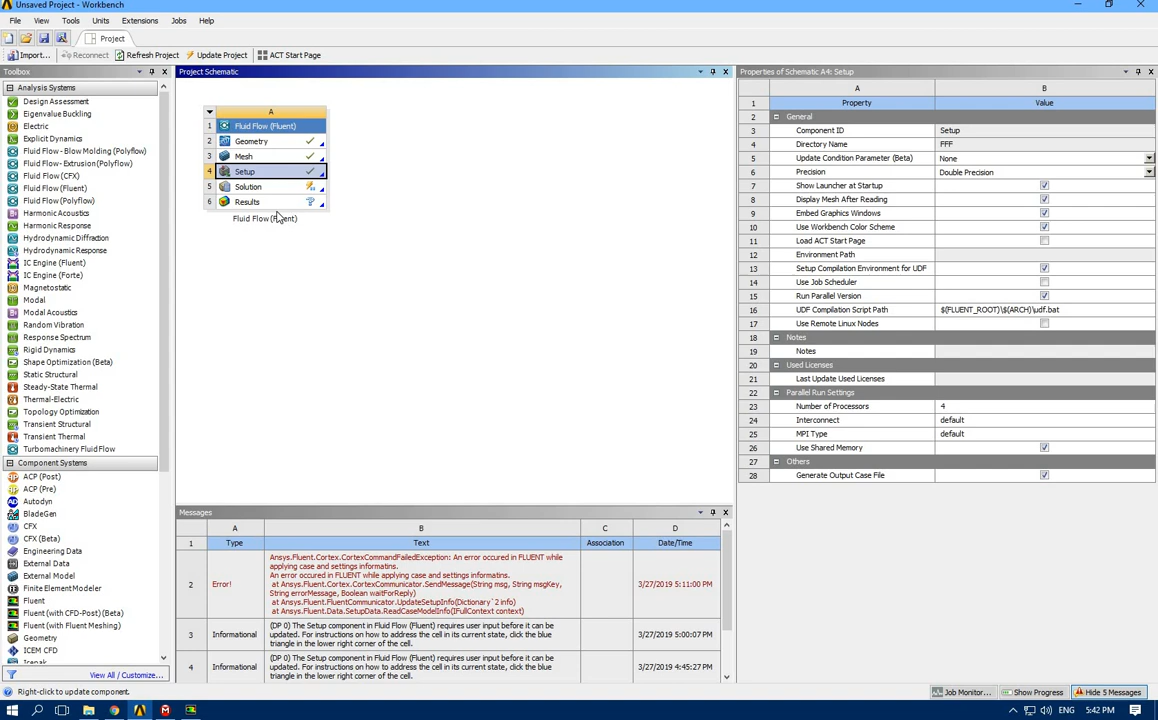 Unsaved Project - Workbench
File View Tools Units Extensions Jobs Help
Project
Import... Reconnect Refresh Project Update Project ACT Start Page
Toolbox
Analysis Systems
Design Assessment
Eigenvalue Buckling
Electric
Explicit Dynamics
Fluid Flow - Blow Molding (Polyflow)
Fluid Flow - Extrusion (Polyflow)
Fluid Flow (CFX)
Fluid Flow (Fluent)
Fluid Flow (Polyflow)
Harmonic Acoustics
Harmonic Response
Hydrodynamic Diffraction
Hydrodynamic Response
IC Engine (Fluent)
IC Engine (Forte)
Magnetostatic
Modal
Modal Acoustics
Random Vibration
Response Spectrum
Rigid Dynamics
Shape Optimization (Beta)
Static Structural
Steady-State Thermal
Thermal-Electric
Topology Optimization
Transient Structural
Transient Thermal
Turbomachinery Fluid Flow
Component Systems
ACP (Post)
ACP (Pre)
Autodyn
BladeGen
CFX
CFX (Beta)
Engineering Data
External Data
External Model
Finite Element Modeler
Fluent
Fluent (with CFD-Post) (Beta)
Fluent (with Fluent Meshing)
Geometry
ICEM CFD
Icepak
View All / Customize...
Project Schematic
A
1 Fluid Flow (Fluent)
2 Geometry
3 Mesh
4 Setup
5 Solution
6 Results
Fluid Flow (Fluent)
Messages
A B C D
1 Type Text Association Date/Time
2 Error! Ansys.Fluent.Cortex.CortexCommandFailedException: An error occured in FLUENT while
applying case and settings informatins.
An error occured in FLUENT while applying case and settings informatins.
at Ansys.Fluent.Cortex.CortexCommunicator.SendMessage(String msg, String msgKey,
String errorMessage, Boolean waitForReply)
at Ansys.Fluent.FluentCommunicator.UpdateSetupInfo(Dictionary`2 info)
at Ansys.Fluent.Data.SetupData.ReadCaseModelInfo(IFullContext context) 3/27/2019 5:11:00 PM
3 Informational (DP 0) The Setup component in Fluid Flow (Fluent) requires user input before it can be
updated. For instructions on how to address the cell in its current state, click the blue
triangle in the lower right corner of the cell. 3/27/2019 5:00:07 PM
4 Informational (DP 0) The Setup component in Fluid Flow (Fluent) requires user input before it can be
updated. For instructions on how to address the cell in its current state, click the blue
triangle in the lower right corner of the cell. 3/27/2019 4:45:27 PM
Properties of Schematic A4: Setup
A B
1 Property Value
2 General
3 Component ID Setup
4 Directory Name FFF
5 Update Condition Parameter (Beta) None
6 Precision Double Precision
7 Show Launcher at Startup
8 Display Mesh After Reading
9 Embed Graphics Windows
10 Use Workbench Color Scheme
11 Load ACT Start Page
12 Environment Path
13 Setup Compilation Environment for UDF
14 Use Job Scheduler
15 Run Parallel Version
16 UDF Compilation Script Path $(FLUENT_ROOT)\$(ARCH)\udf.bat
17 Use Remote Linux Nodes
18 Notes
19 Notes
20 Used Licenses
21 Last Update Used Licenses
22 Parallel Run Settings
23 Number of Processors 4
24 Interconnect default
25 MPI Type default
26 Use Shared Memory
27 Others
28 Generate Output Case File
Right-click to update component.
Job Monitor... Show Progress Hide 5 Messages
ENG 5:42 PM